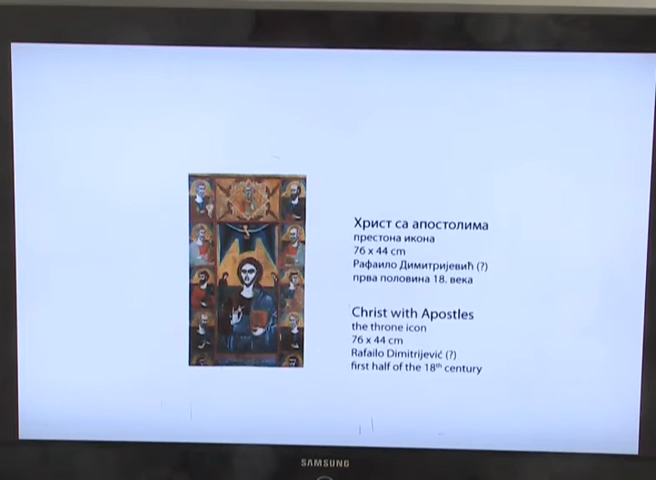 Христ са апостолима
престона икона
76 x 44 cm
Рафаило Димитријевић (?)
прва половина 18. века
Christ with Apostles
the throne icon
76 x 44 cm
Rafailo Dimitrijević (?)
first half of the 18th century
SAMSUNG